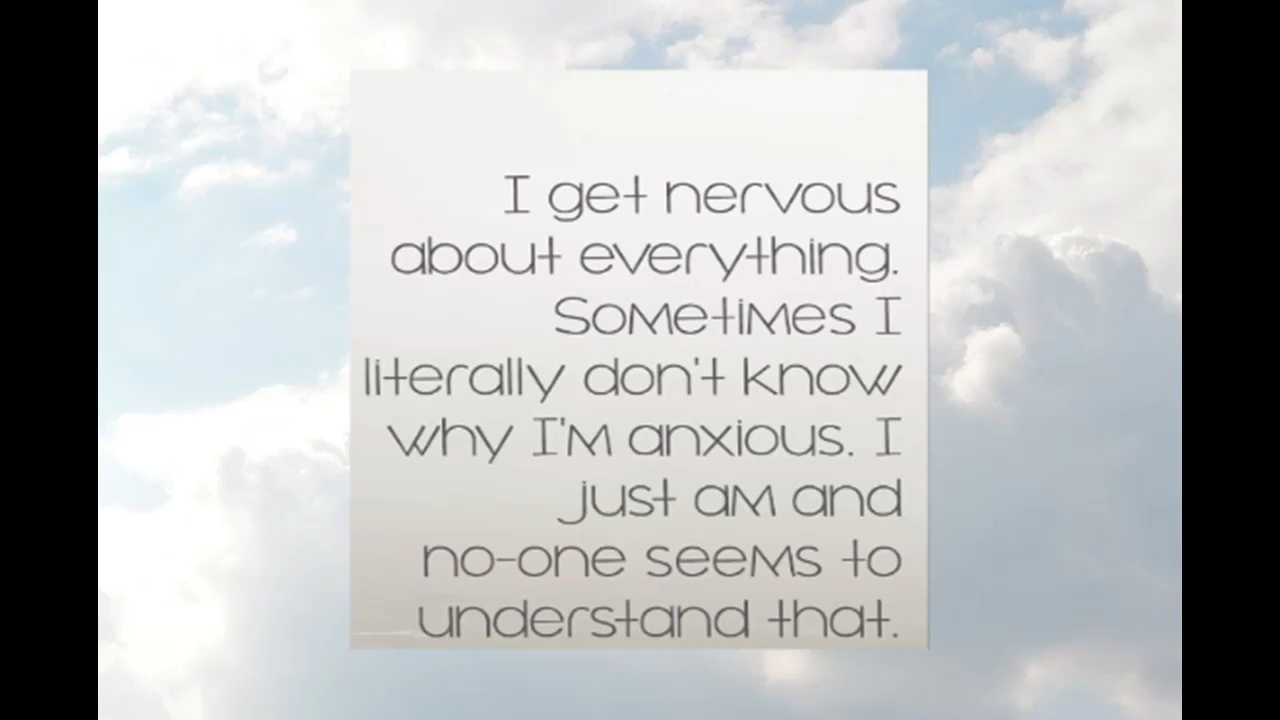 I get nervous
about everything.
Sometimes I
literally don't know
why I'm anxious. I
just am and
no-one seems to
understand that.